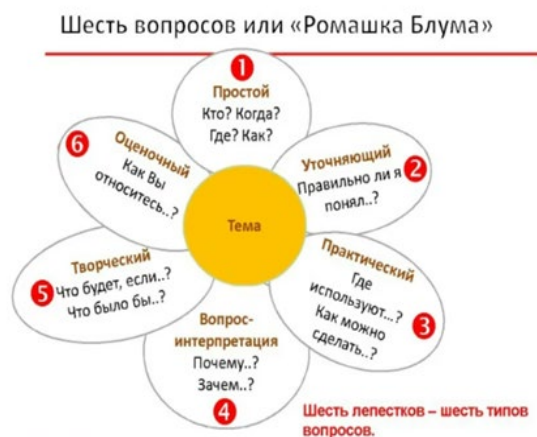 Шесть вопросов или «Ромашка Блума»
1
Простой
Кто? Когда?
Где? Как?
2
Уточняющий
Правильно ли я
понял..?
3
Практический
Где
используют...?
Как можно
сделать..?
4
Вопрос-
интерпретация
Почему..?
Зачем..?
5
Творческий
Что будет, если..?
Что было бы..?
6
Оценочный
Как Вы
относитесь..?
Тема
Шесть лепестков – шесть типов
вопросов.